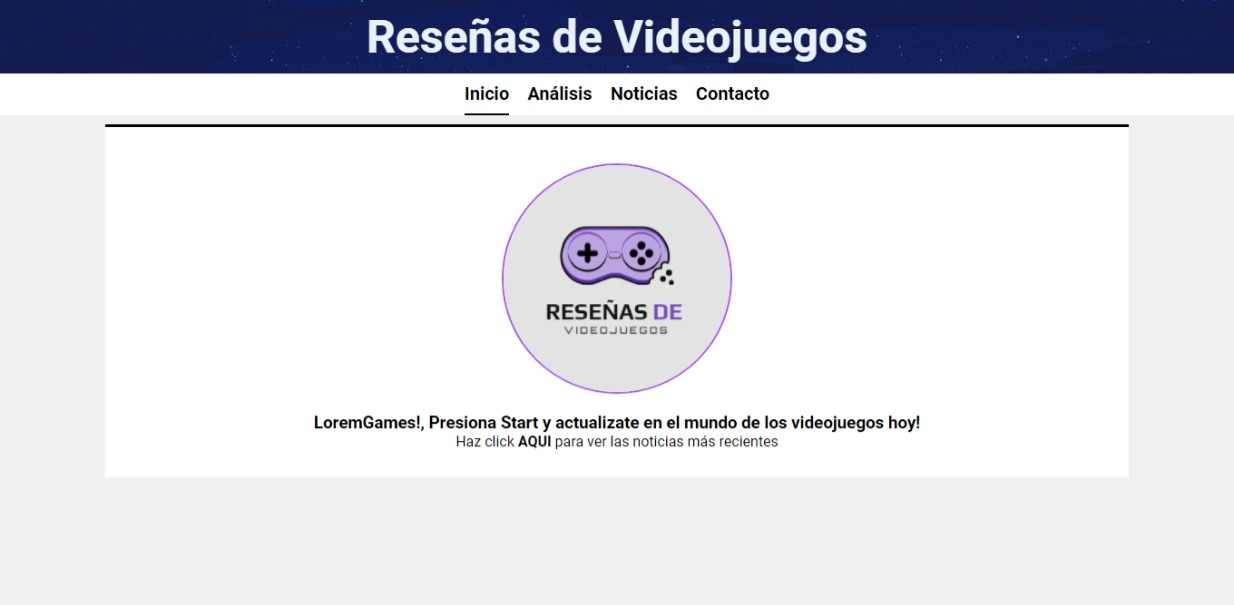 Reseñas de Videojuegos
Inicio Análisis Noticias Contacto
RESEÑAS DE
VIDEOJUEGOS
LoremGames!, Presiona Start y actualizate en el mundo de los videojuegos hoy!
Haz click AQUI para ver las noticias más recientes